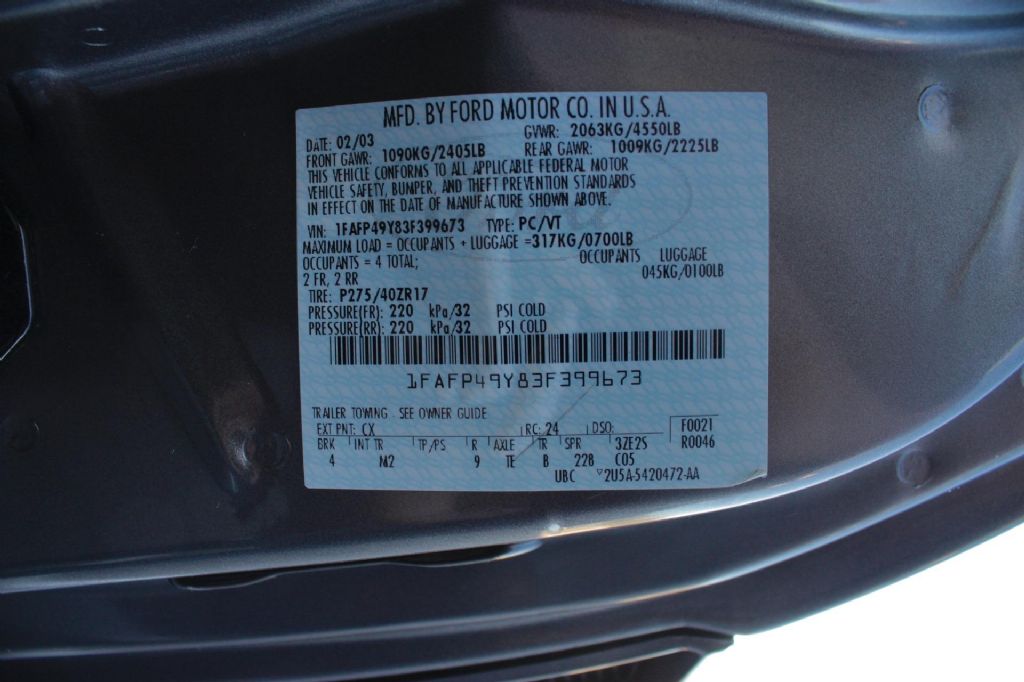 MFD. BY FORD MOTOR CO. IN U.S.A.
DATE: 02/03 GVWR: 2063KG/4550LB
FRONT GAWR: 1090KG/2405LB REAR GAWR: 1009KG/2225LB
THIS VEHICLE CONFORMS TO ALL APPLICABLE FEDERAL MOTOR
VEHICLE SAFETY, BUMPER, AND THEFT PREVENTION STANDARDS
IN EFFECT ON THE DATE OF MANUFACTURE SHOWN ABOVE.
VIN: 1FAFP49Y83F399673 TYPE: PC/VT
MAXIMUM LOAD = OCCUPANTS + LUGGAGE =317KG/0700LB
OCCUPANTS = 4 TOTAL; OCCUPANTS LUGGAGE
2 FR, 2 RR 045KG/0100LB
TIRE: P275/40ZR17
PRESSURE(FR): 220 kPa/32 PSI COLD
PRESSURE(RR): 220 kPa/32 PSI COLD
1FAFP49Y83F399673
TRAILER TOWING - SEE OWNER GUIDE
EXT PNT: CX RC: 24 DSO: F0021
BRK INT TR TP/PS R AXLE TR SPR 3ZE25 R0046
4 M2 9 TE B 228 C05
UBC 2U5A-5420472-AA